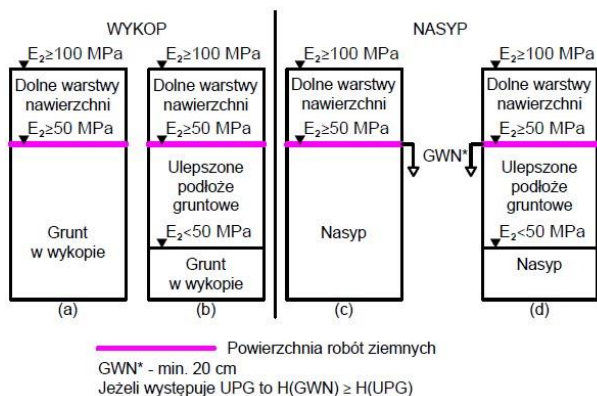 WYKOP
NASYP
E₂≥100 MPa
E₂≥100 MPa
E₂≥100 MPa
E₂≥100 MPa
Dolne warstwy
nawierzchni
Dolne warstwy
nawierzchni
Dolne warstwy
nawierzchni
Dolne warstwy
nawierzchni
E₂≥50 MPa
E₂≥50 MPa
E₂≥50 MPa
E₂≥50 MPa
GWN*
Grunt
w wykopie
Ulepszone
podłoże
gruntowe
E₂<50 MPa
Grunt
w wykopie
Nasyp
Ulepszone
podłoże
gruntowe
E₂<50 MPa
Nasyp
(a)
(b)
(c)
(d)
Powierzchnia robót ziemnych
GWN* - min. 20 cm
Jeżeli występuje UPG to H(GWN) ≥ H(UPG)